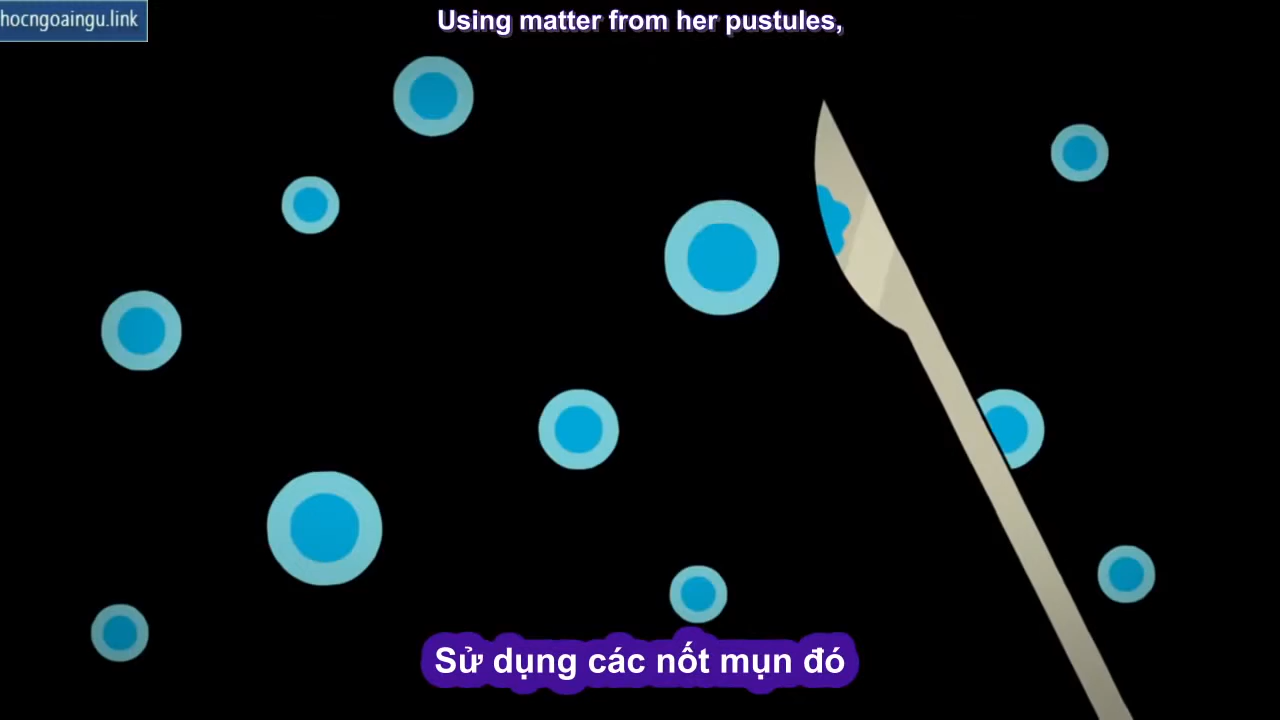 hocngoaingu.link
Using matter from her pustules,
Sử dụng các nốt mụn đó